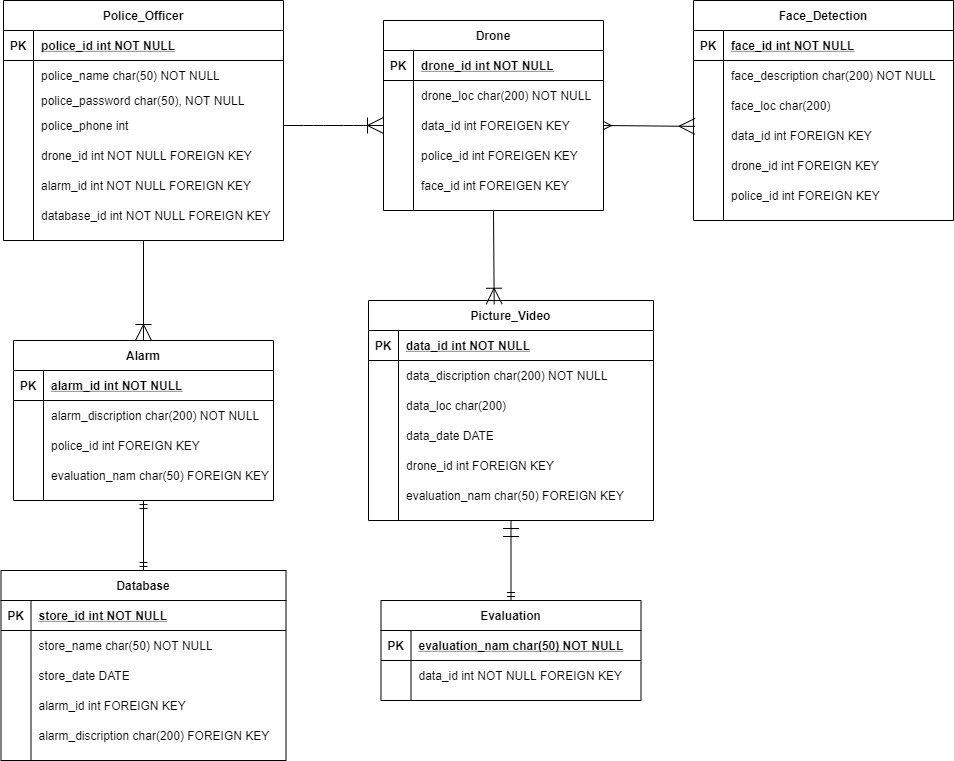 Police_Officer
PK police_id int NOT NULL
police_name char(50) NOT NULL
police_password char(50), NOT NULL
police_phone int
drone_id int NOT NULL FOREIGN KEY
alarm_id int NOT NULL FOREIGN KEY
database_id int NOT NULL FOREIGN KEY
Drone
PK drone_id int NOT NULL
drone_loc char(200) NOT NULL
data_id int FOREIGEN KEY
police_id int FOREIGEN KEY
face_id int FOREIGEN KEY
Face_Detection
PK face_id int NOT NULL
face_description char(200) NOT NULL
face_loc char(200)
data_id int FOREIGN KEY
drone_id int FOREIGN KEY
police_id int FOREIGN KEY
Alarm
PK alarm_id int NOT NULL
alarm_discription char(200) NOT NULL
police_id int FOREIGN KEY
evaluation_nam char(50) FOREIGN KEY
Picture_Video
PK data_id int NOT NULL
data_discription char(200) NOT NULL
data_loc char(200)
data_date DATE
drone_id int FOREIGN KEY
evaluation_nam char(50) FOREIGN KEY
Database
PK store_id int NOT NULL
store_name char(50) NOT NULL
store_date DATE
alarm_id int FOREIGN KEY
alarm_discription char(200) FOREIGN KEY
Evaluation
PK evaluation_nam char(50) NOT NULL
data_id int NOT NULL FOREIGN KEY